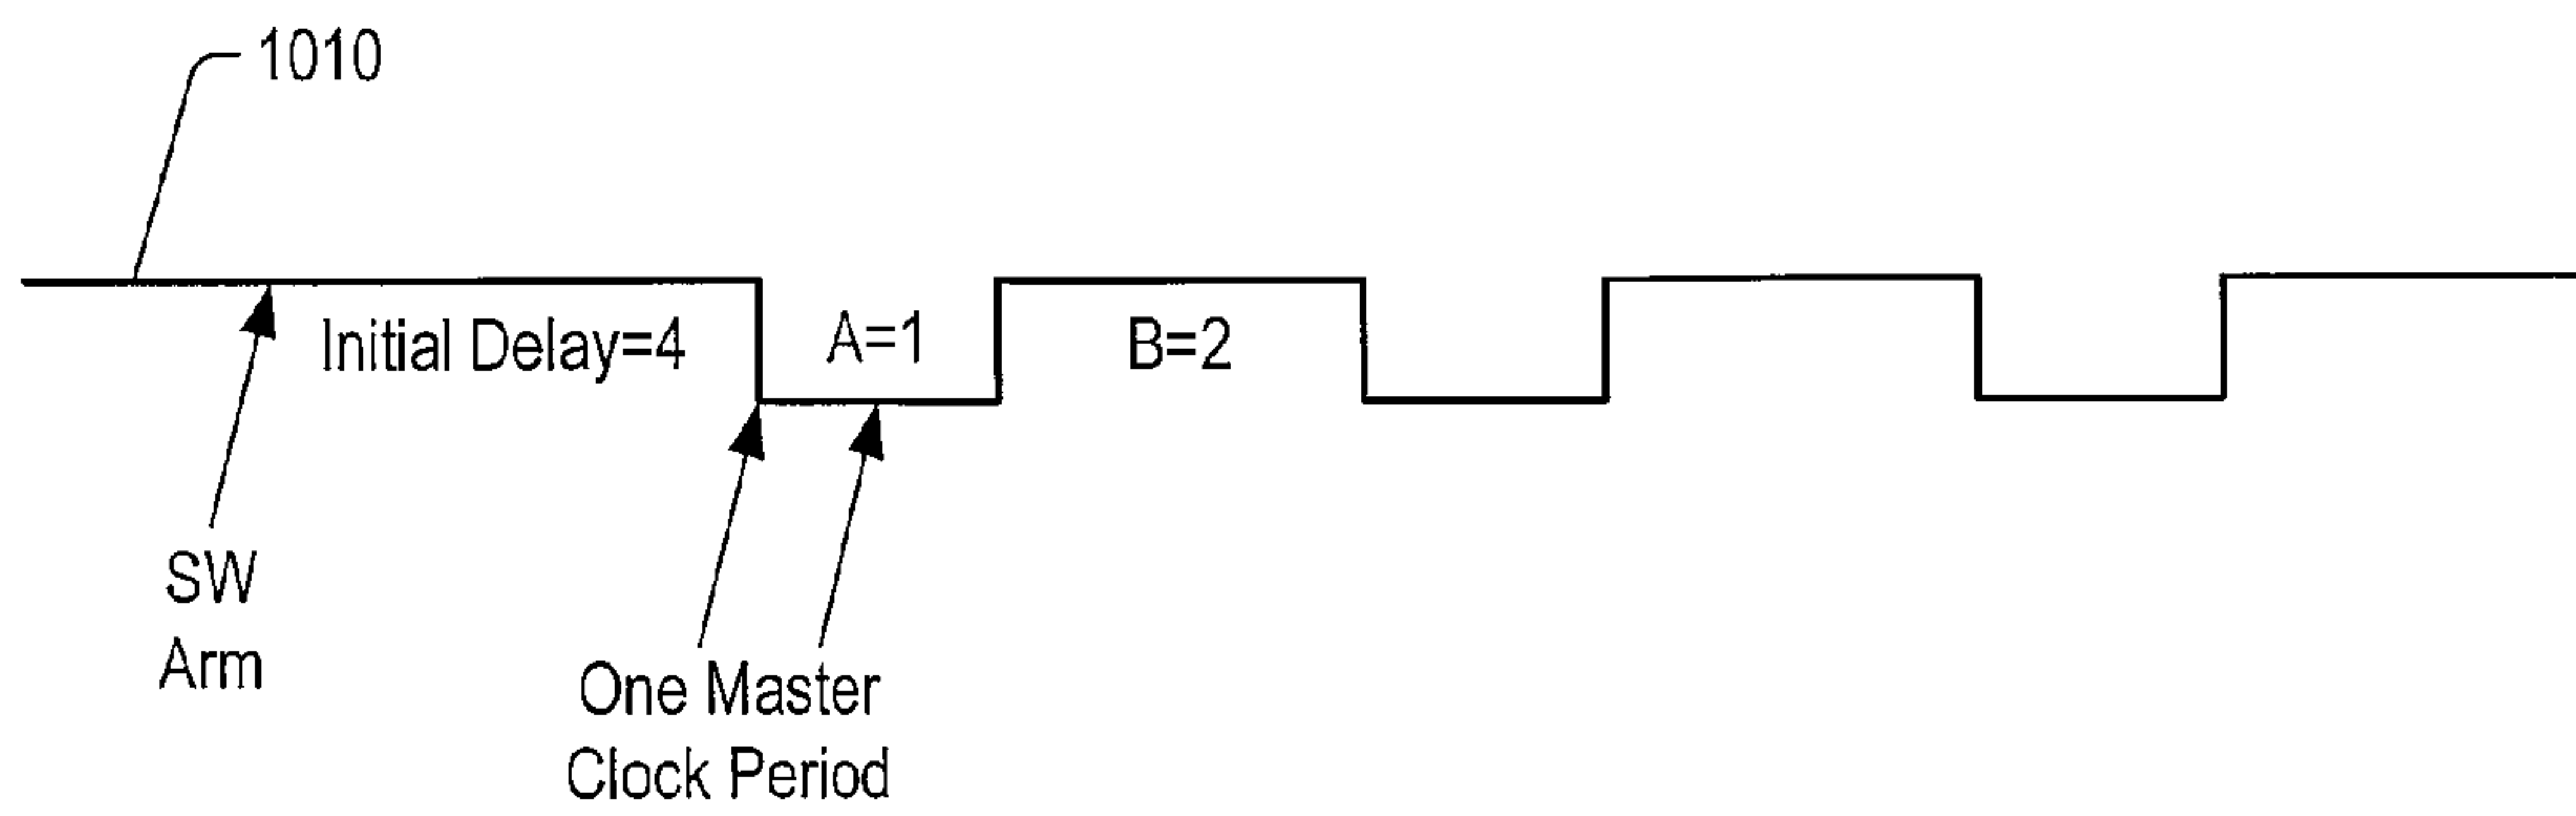 1010
Initial Delay=4
A=1
B=2
SW
Arm
One Master
Clock Period